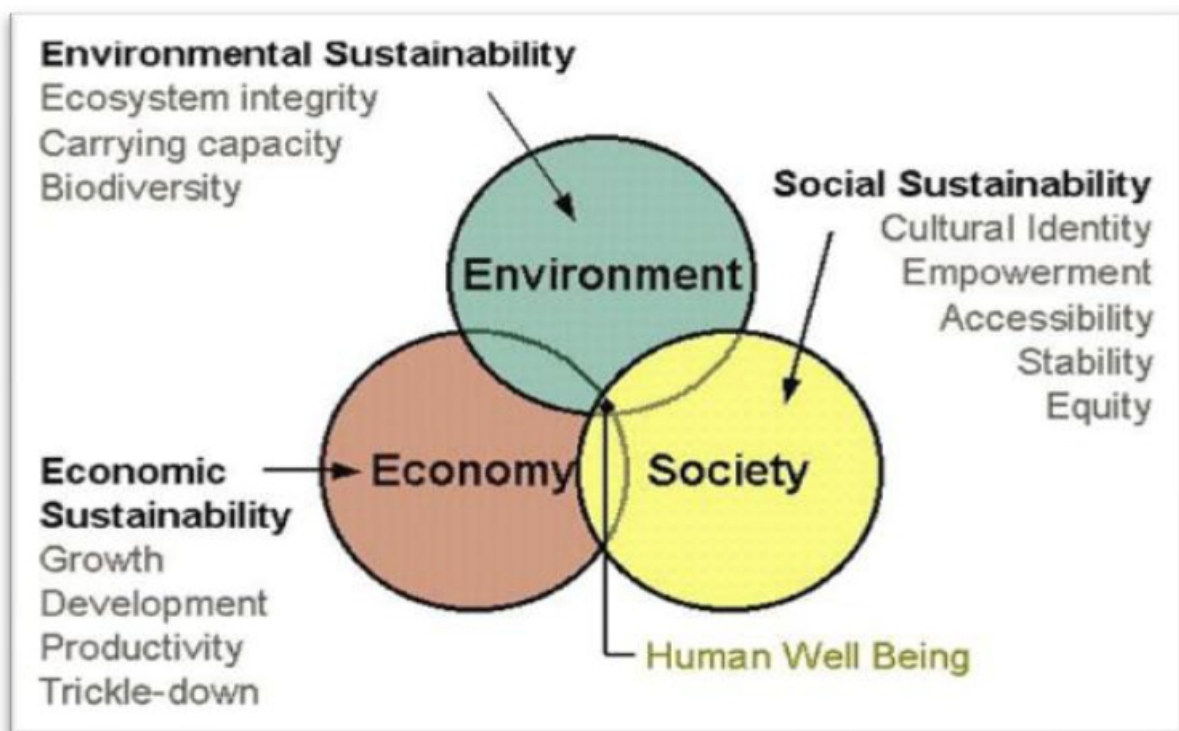 Environmental Sustainability
Ecosystem integrity
Carrying capacity
Biodiversity
Social Sustainability
Cultural Identity
Empowerment
Accessibility
Stability
Equity
Environment
Economy
Society
Economic
Sustainability
Growth
Development
Productivity
Trickle-down
Human Well Being